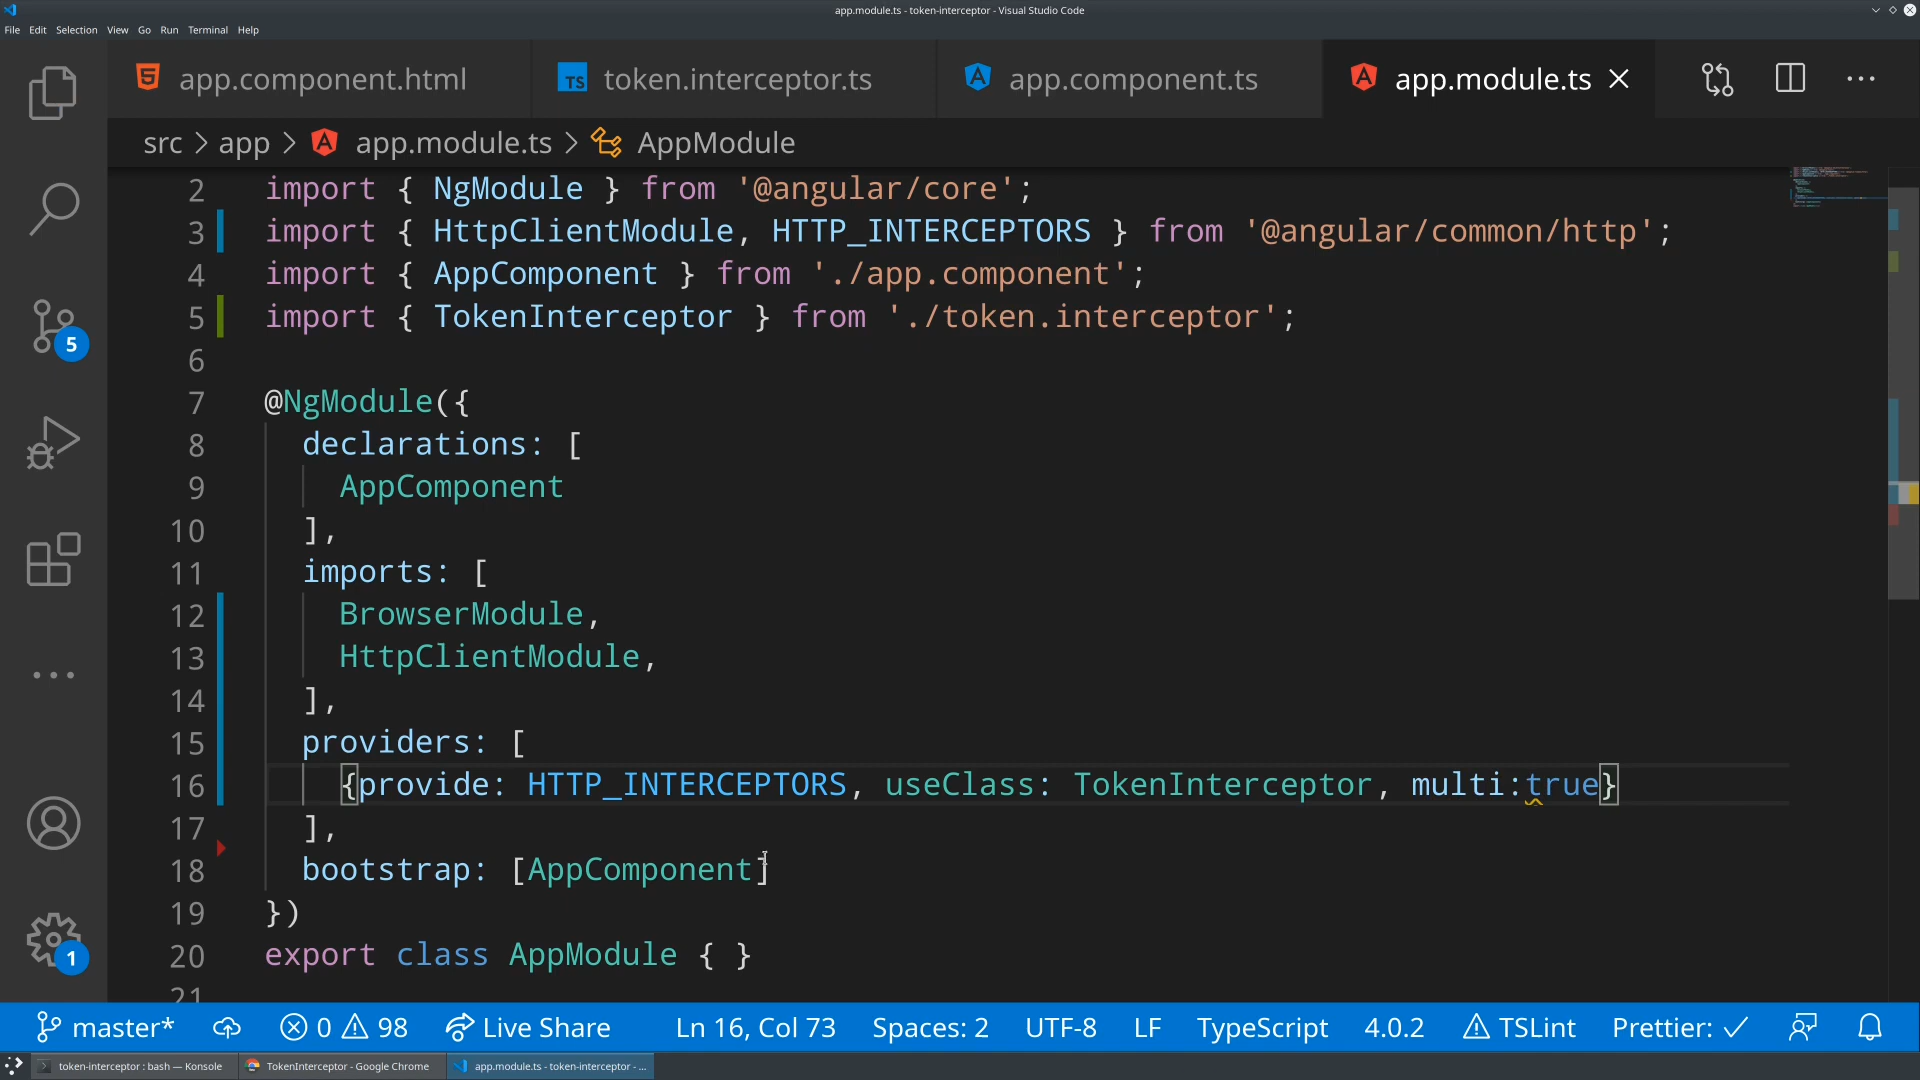 app.module.ts - token-interceptor - Visual Studio Code
File Edit Selection View Go Run Terminal Help
app.component.html TS token.interceptor.ts app.component.ts app.module.ts
src > app > app.module.ts > AppModule
2 import { NgModule } from '@angular/core';
3 import { HttpClientModule, HTTP_INTERCEPTORS } from '@angular/common/http';
4 import { AppComponent } from './app.component';
5 import { TokenInterceptor } from './token.interceptor';
6
7 @NgModule({
8 declarations: [
9 AppComponent
10 ],
11 imports: [
12 BrowserModule,
13 HttpClientModule,
14 ],
15 providers: [
16 {provide: HTTP_INTERCEPTORS, useClass: TokenInterceptor, multi:true}
17 ],
18 bootstrap: [AppComponent]
19 })
20 export class AppModule { }
21
5
1
master* 0 98 Live Share Ln 16, Col 73 Spaces: 2 UTF-8 LF TypeScript 4.0.2 TSLint Prettier: ✓
token-interceptor : bash — Konsole TokenInterceptor - Google Chrome app.module.ts - token-interceptor - ...